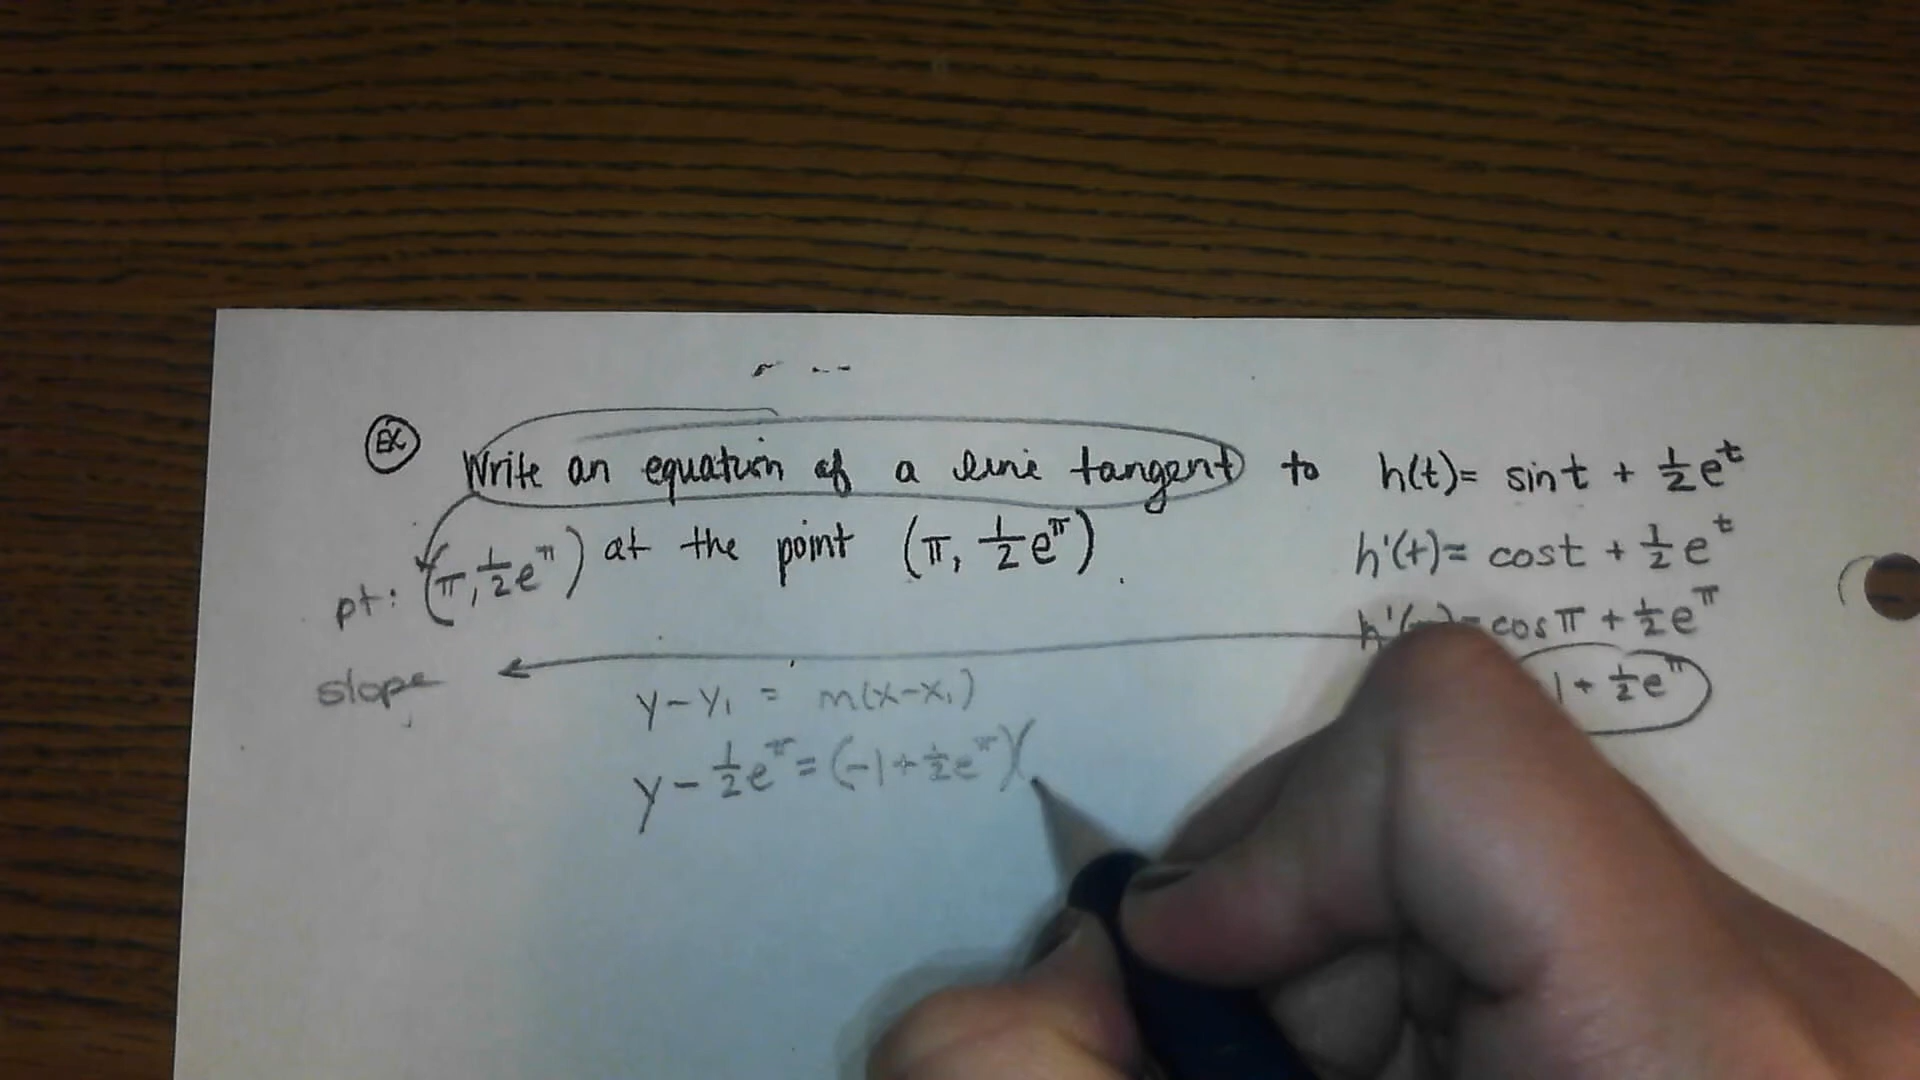 EX Write an equation of a line tangent to h(t)= sin t + ½e^t
at the point (π, ½e^π).
h'(t)= cos t + ½e^t
pt: (π, ½e^π)
= cos π + ½e^π
slope
1 + ½e^π
y-y₁ = m(x-x₁)
y-½e^π = (-1+½e^π)(